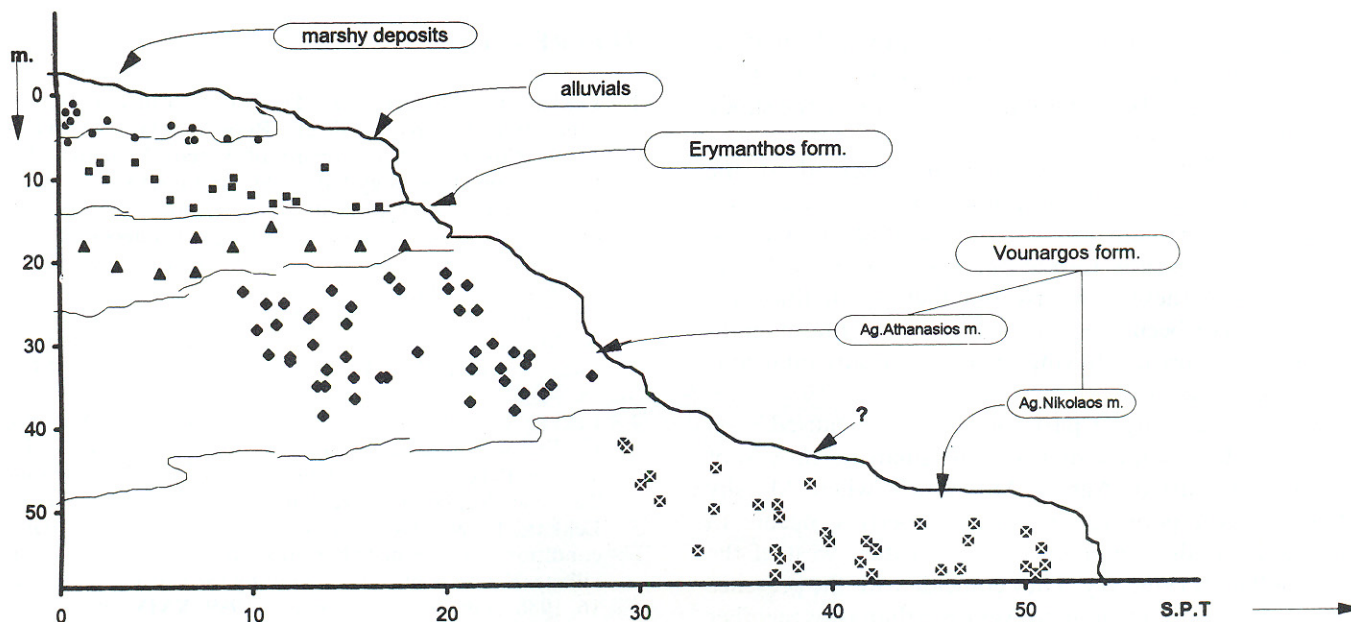 marshy deposits
m.
alluvials
0
Erymanthos form.
10
20
Vounargos form.
30
Ag.Athanasios m.
Ag.Nikolaos m.
40
?
50
0
10
20
30
40
50
S.P.T